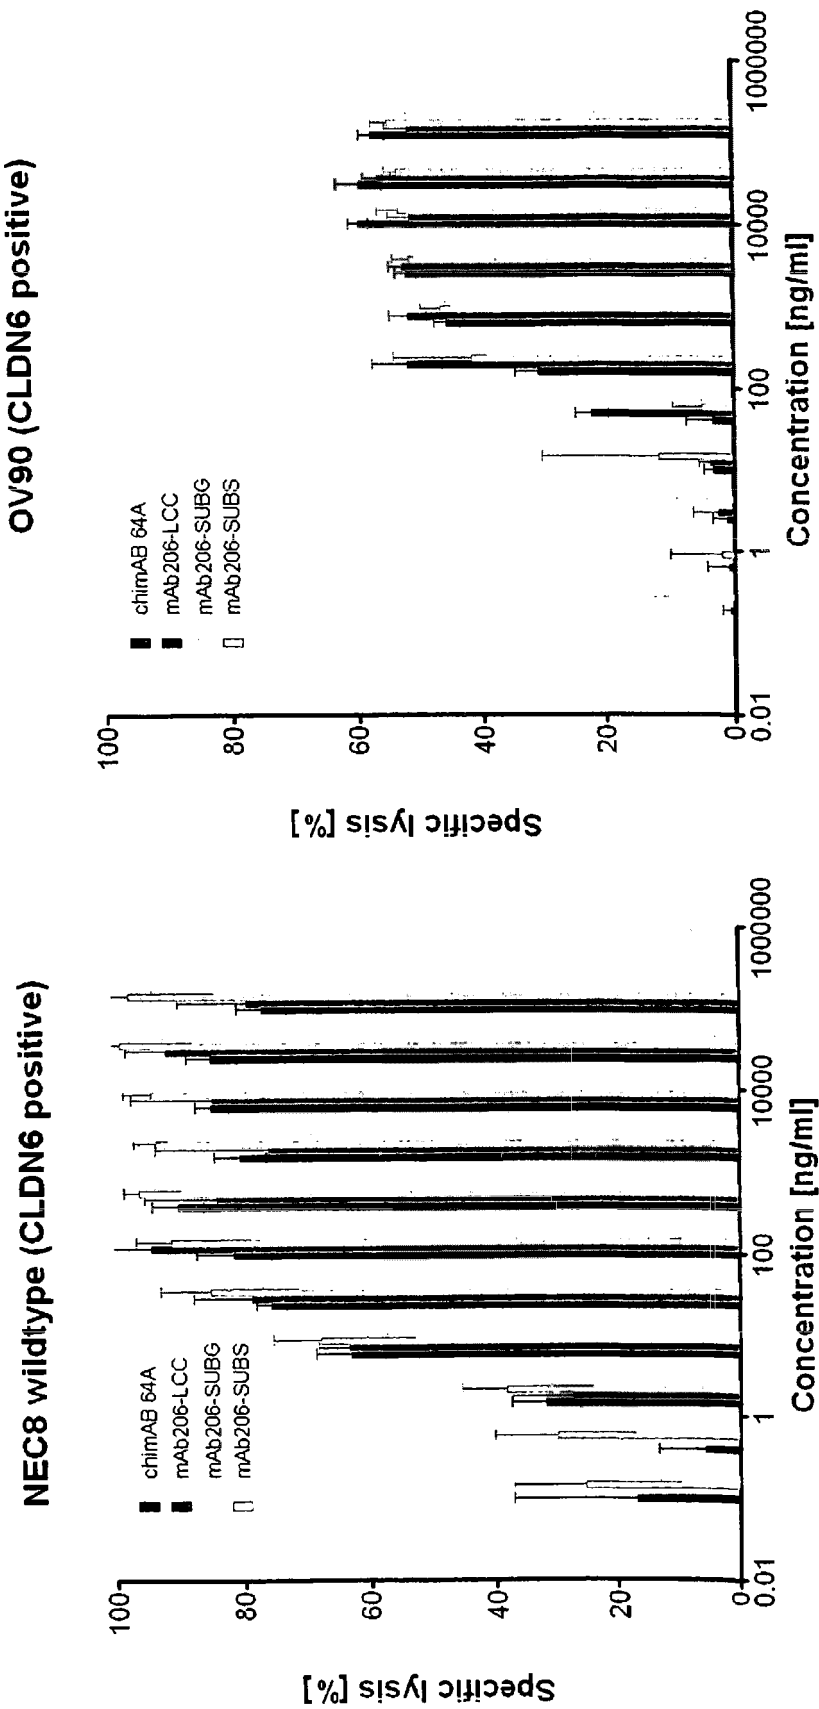 NEC8 wildtype (CLDN6 positive)
chimAB 64A
mAb206-LCC
mAb206-SUBG
mAb206-SUBS
Specific lysis [%]
100
80
60
40
20
0
0.01
1
100
10000
1000000
Concentration [ng/ml]
OV90 (CLDN6 positive)
chimAB 64A
mAb206-LCC
mAb206-SUBG
mAb206-SUBS
Specific lysis [%]
100
80
60
40
20
0
0.01
1
100
10000
1000000
Concentration [ng/ml]